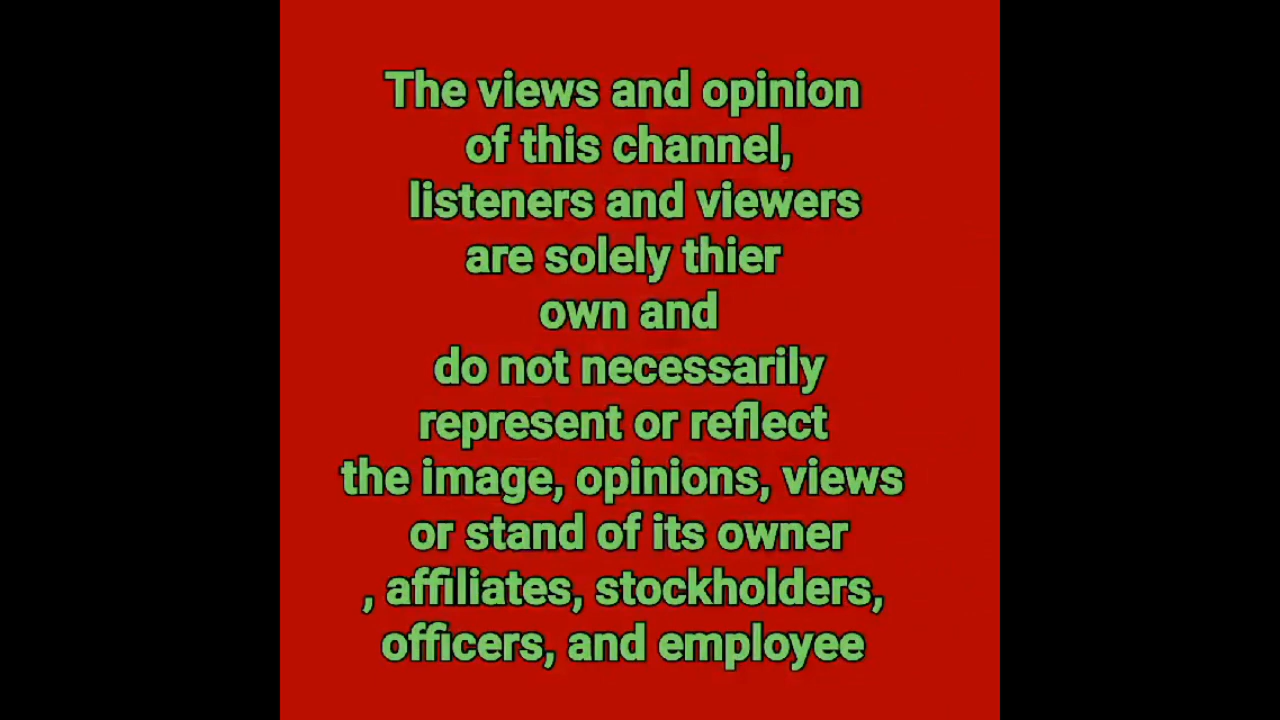 The views and opinion
of this channel,
listeners and viewers
are solely thier
own and
do not necessarily
represent or reflect
the image, opinions, views
or stand of its owner
, affiliates, stockholders,
officers, and employee